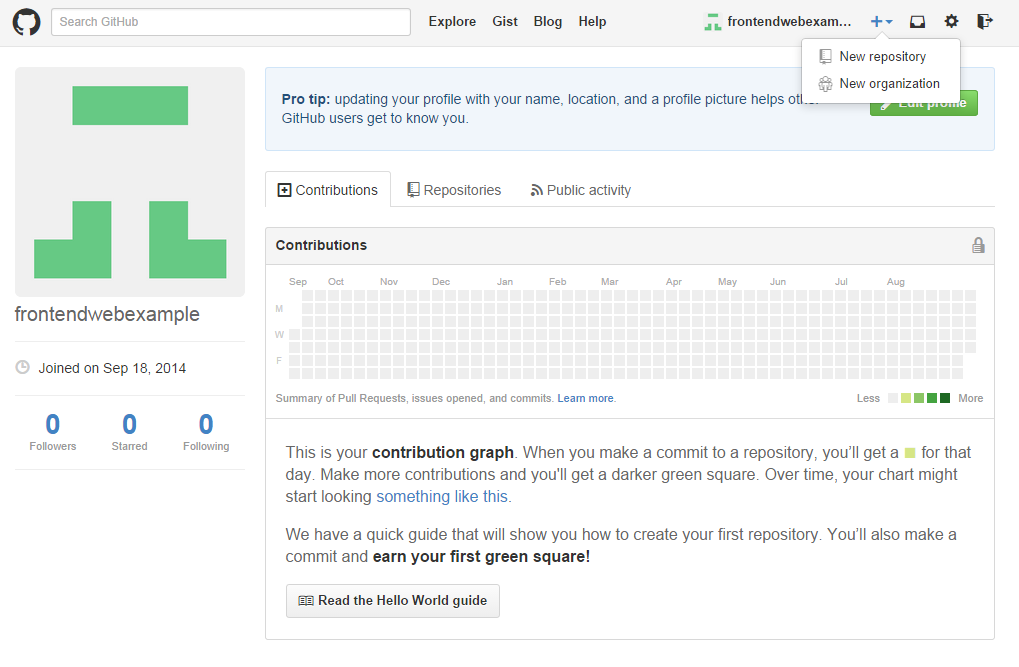 Search GitHub
Explore Gist Blog Help
frontendwebexam...
New repository
New organization
Pro tip: updating your profile with your name, location, and a profile picture helps other
GitHub users get to know you.
Edit profile
Contributions Repositories Public activity
frontendwebexample
Joined on Sep 18, 2014
0 0 0
Followers Starred Following
Contributions
Sep Oct Nov Dec Jan Feb Mar Apr May Jun Jul Aug
M
W
F
Summary of Pull Requests, issues opened, and commits. Learn more.
Less More
This is your contribution graph. When you make a commit to a repository, you’ll get a for that
day. Make more contributions and you'll get a darker green square. Over time, your chart might
start looking something like this.
We have a quick guide that will show you how to create your first repository. You’ll also make a
commit and earn your first green square!
Read the Hello World guide